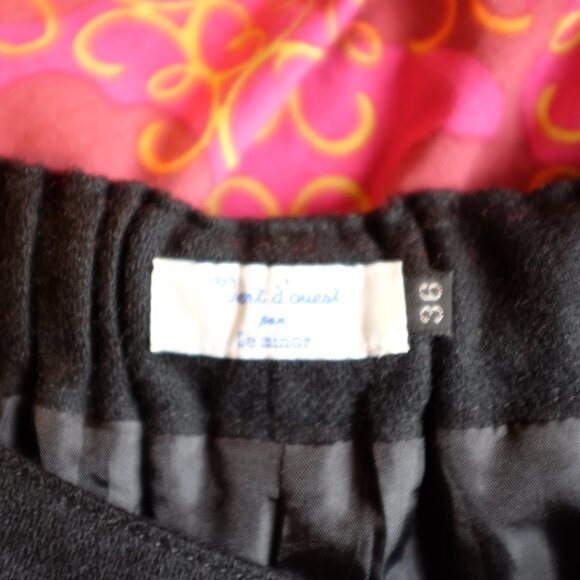 Vent d'ouest
par
Le minor
36